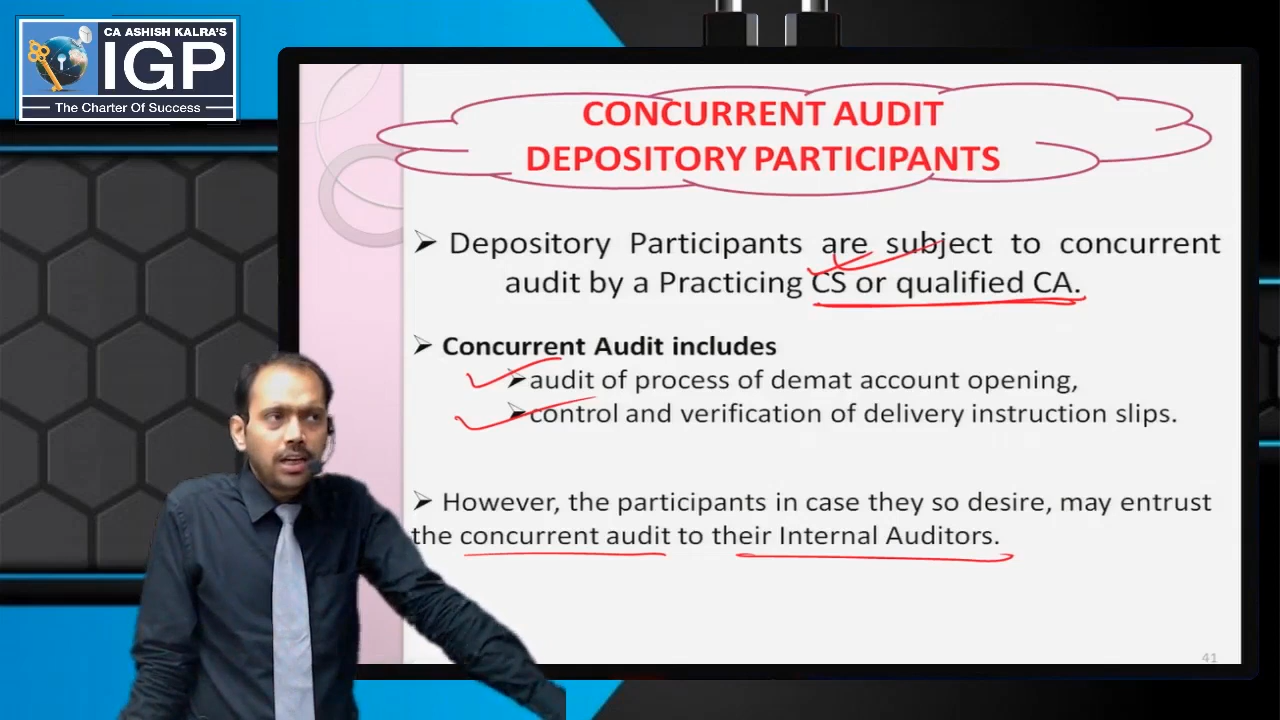 CA ASHISH KALRA'S
IGP
The Charter Of Success
CONCURRENT AUDIT
DEPOSITORY PARTICIPANTS
➢ Depository Participants are subject to concurrent
audit by a Practicing CS or qualified CA.
➢ Concurrent Audit includes
➢audit of process of demat account opening,
➢control and verification of delivery instruction slips.
➢ However, the participants in case they so desire, may entrust
the concurrent audit to their Internal Auditors.
41